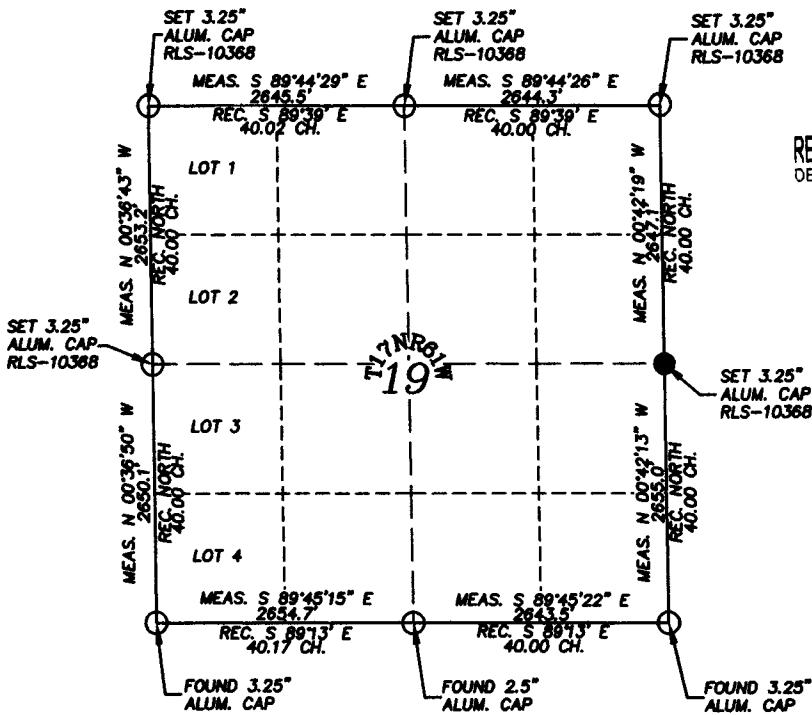 SET 3.25"
ALUM. CAP
RLS-10368
SET 3.25"
ALUM. CAP
RLS-10368
SET 3.25"
ALUM. CAP
RLS-10368
MEAS. S 89°44'29" E
2645.5'
REC. S 89°39' E
40.02 CH.
MEAS. S 89°44'26" E
2644.3'
REC. S 89°39' E
40.00 CH.
MEAS. N 00°36'43" W
2653.2'
REC. NORTH
40.00 CH.
LOT 1
LOT 2
MEAS. N 00°42'19" W
2647.1'
REC. NORTH
40.00 CH.
SET 3.25"
ALUM. CAP
RLS-10368
T17NR61W
19
SET 3.25"
ALUM. CAP
RLS-10368
MEAS. N 00°36'50" W
2650.1'
REC. NORTH
40.00 CH.
LOT 3
LOT 4
MEAS. N 00°42'13" W
2655.0'
REC. NORTH
40.00 CH.
MEAS. S 89°45'15" E
2654.7'
REC. S 89°13' E
40.17 CH.
MEAS. S 89°45'22" E
2643.5'
REC. S 89°13' E
40.00 CH.
FOUND 3.25"
ALUM. CAP
FOUND 2.5"
ALUM. CAP
FOUND 3.25"
ALUM. CAP